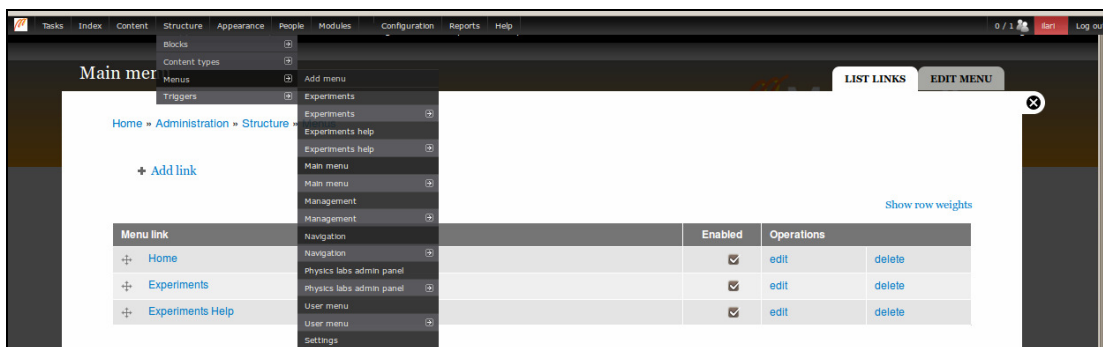 Tasks Index Content Structure Appearance People Modules Configuration Reports Help 0 / 1 ilari Log ou
Blocks
Content types
Main mer
Menus
Triggers
Add menu
Experiments
Experiments
Experiments help
Experiments help
Main menu
Main menu
Management
Management
Navigation
Navigation
Physics labs admin panel
Physics labs admin panel
User menu
User menu
Settings
LIST LINKS EDIT MENU
Home » Administration » Structure »
Add link
Show row weights
Menu link Enabled Operations
Home edit delete
Experiments edit delete
Experiments Help edit delete